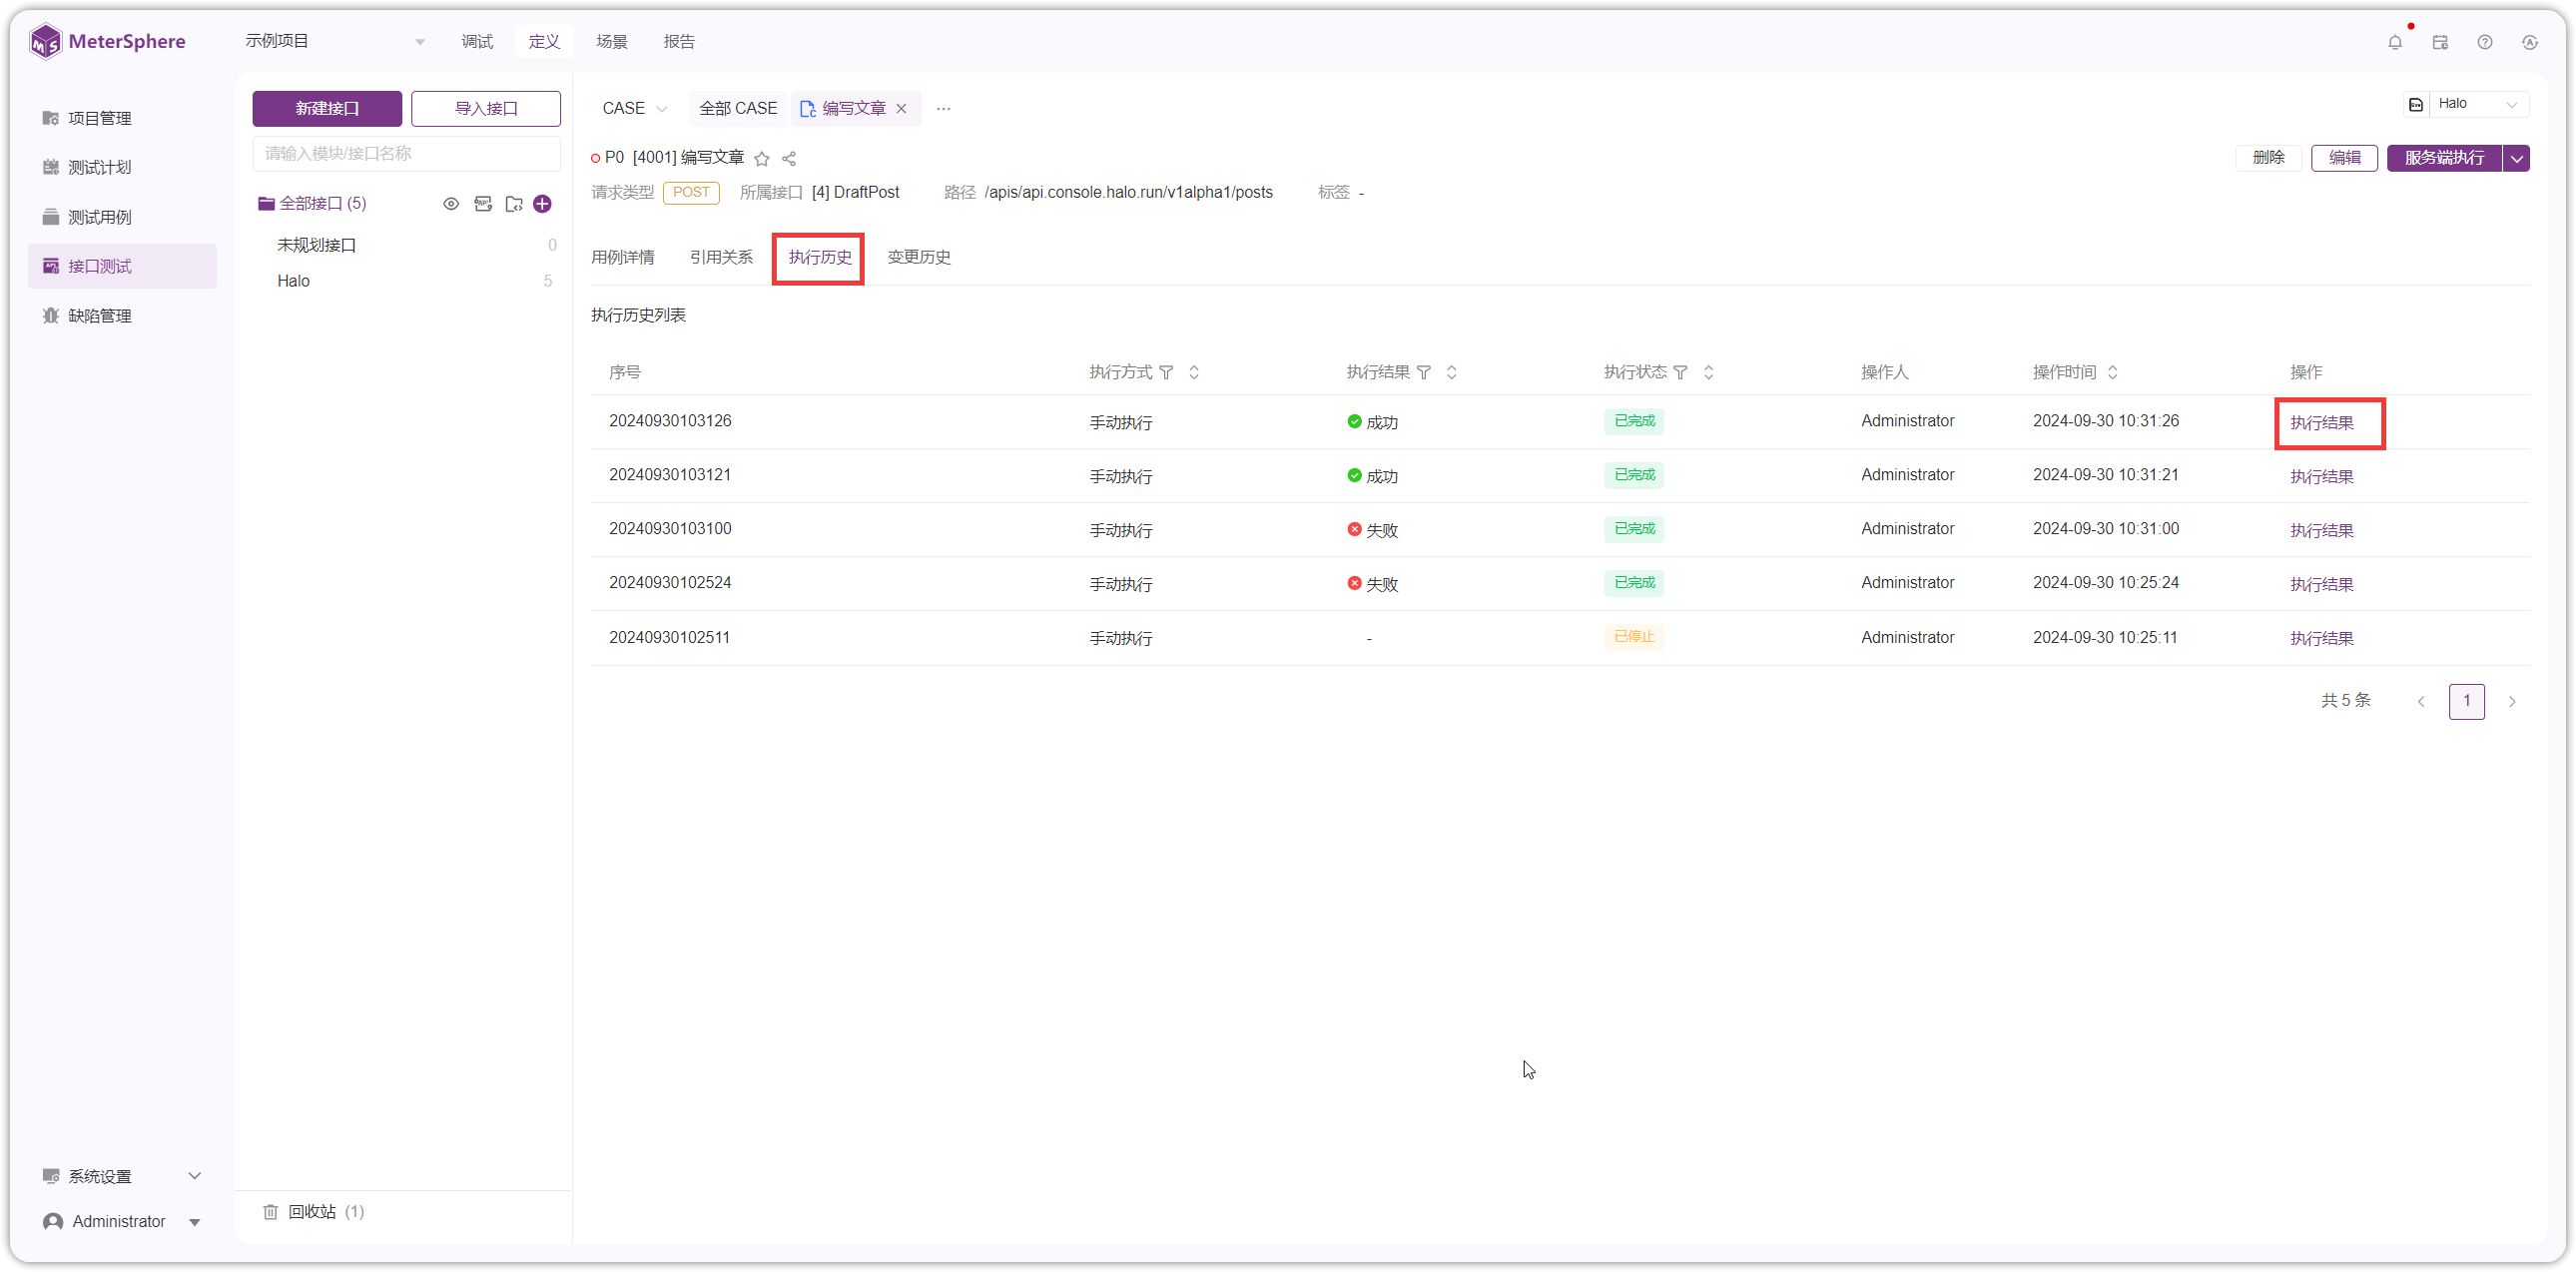 MeterSphere
示例项目
调试 定义 场景 报告
项目管理
测试计划
测试用例
接口测试
缺陷管理
系统设置
Administrator
新建接口 导入接口
请输入模块/接口名称
全部接口 (5)
未规划接口 0
Halo 5
回收站 (1)
CASE 全部 CASE 编写文章 ···
Halo
P0 [4001] 编写文章
删除 编辑 服务端执行
请求类型 POST 所属接口 [4] DraftPost 路径 /apis/api.console.halo.run/v1alpha1/posts 标签 -
用例详情 引用关系 执行历史 变更历史
执行历史列表
序号 执行方式 执行结果 执行状态 操作人 操作时间 操作
20240930103126 手动执行 成功 已完成 Administrator 2024-09-30 10:31:26 执行结果
20240930103121 手动执行 成功 已完成 Administrator 2024-09-30 10:31:21 执行结果
20240930103100 手动执行 失败 已完成 Administrator 2024-09-30 10:31:00 执行结果
20240930102524 手动执行 失败 已完成 Administrator 2024-09-30 10:25:24 执行结果
20240930102511 手动执行 - 已停止 Administrator 2024-09-30 10:25:11 执行结果
共 5 条 1